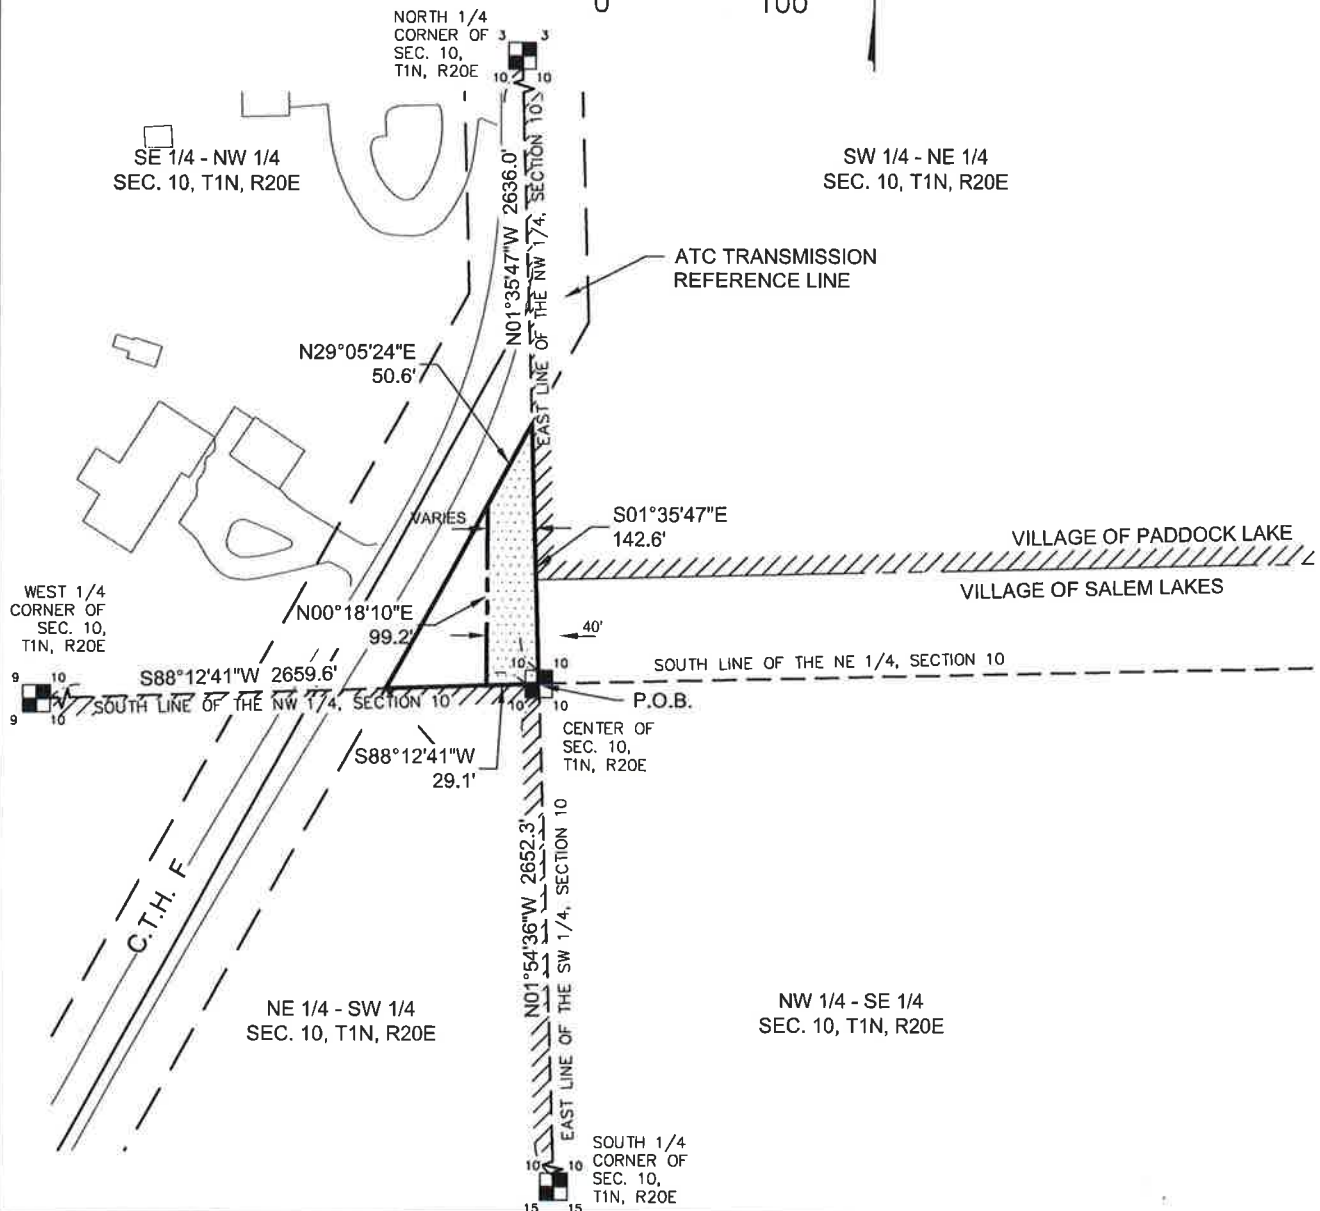 0 100
NORTH 1/4
CORNER OF
SEC. 10,
T1N, R20E
3 3
10 10
SE 1/4 - NW 1/4
SEC. 10, T1N, R20E
SW 1/4 - NE 1/4
SEC. 10, T1N, R20E
N01°35'47"W 2636.0'
EAST LINE OF THE NW 1/4, SECTION 10
ATC TRANSMISSION
REFERENCE LINE
N29°05'24"E
50.6'
VARIES
S01°35'47"E
142.6'
VILLAGE OF PADDOCK LAKE
VILLAGE OF SALEM LAKES
WEST 1/4
CORNER OF
SEC. 10,
T1N, R20E
N00°18'10"E
99.2'
40'
9 10
9 10
S88°12'41"W 2659.6'
SOUTH LINE OF THE NW 1/4, SECTION 10
10 10
10 10
SOUTH LINE OF THE NE 1/4, SECTION 10
P.O.B.
CENTER OF
SEC. 10,
T1N, R20E
S88°12'41"W
29.1'
C.T.H. F
N01°54'36"W 2652.3'
EAST LINE OF THE SW 1/4, SECTION 10
NE 1/4 - SW 1/4
SEC. 10, T1N, R20E
NW 1/4 - SE 1/4
SEC. 10, T1N, R20E
SOUTH 1/4
CORNER OF
SEC. 10,
T1N, R20E
10 10
15 15